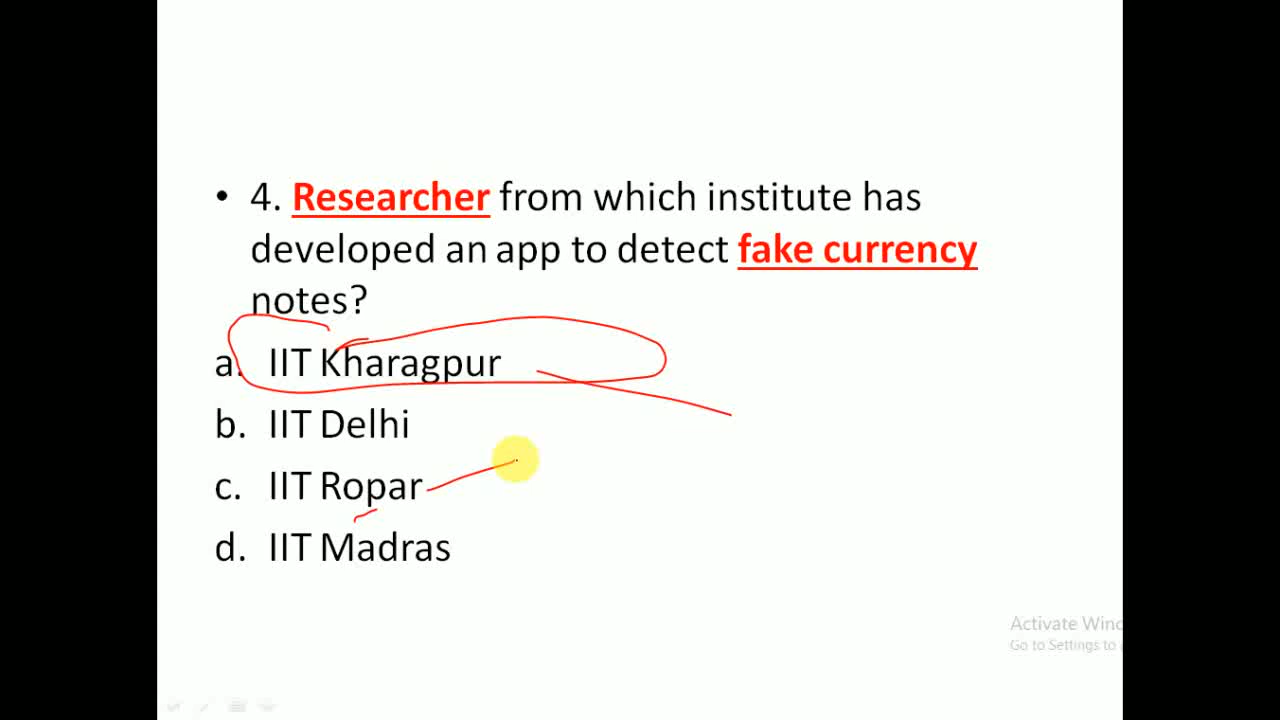 • 4. Researcher from which institute has
developed an app to detect fake currency
notes?
a. IIT Kharagpur
b. IIT Delhi
c. IIT Ropar
d. IIT Madras
Activate Wind
Go to Settings to